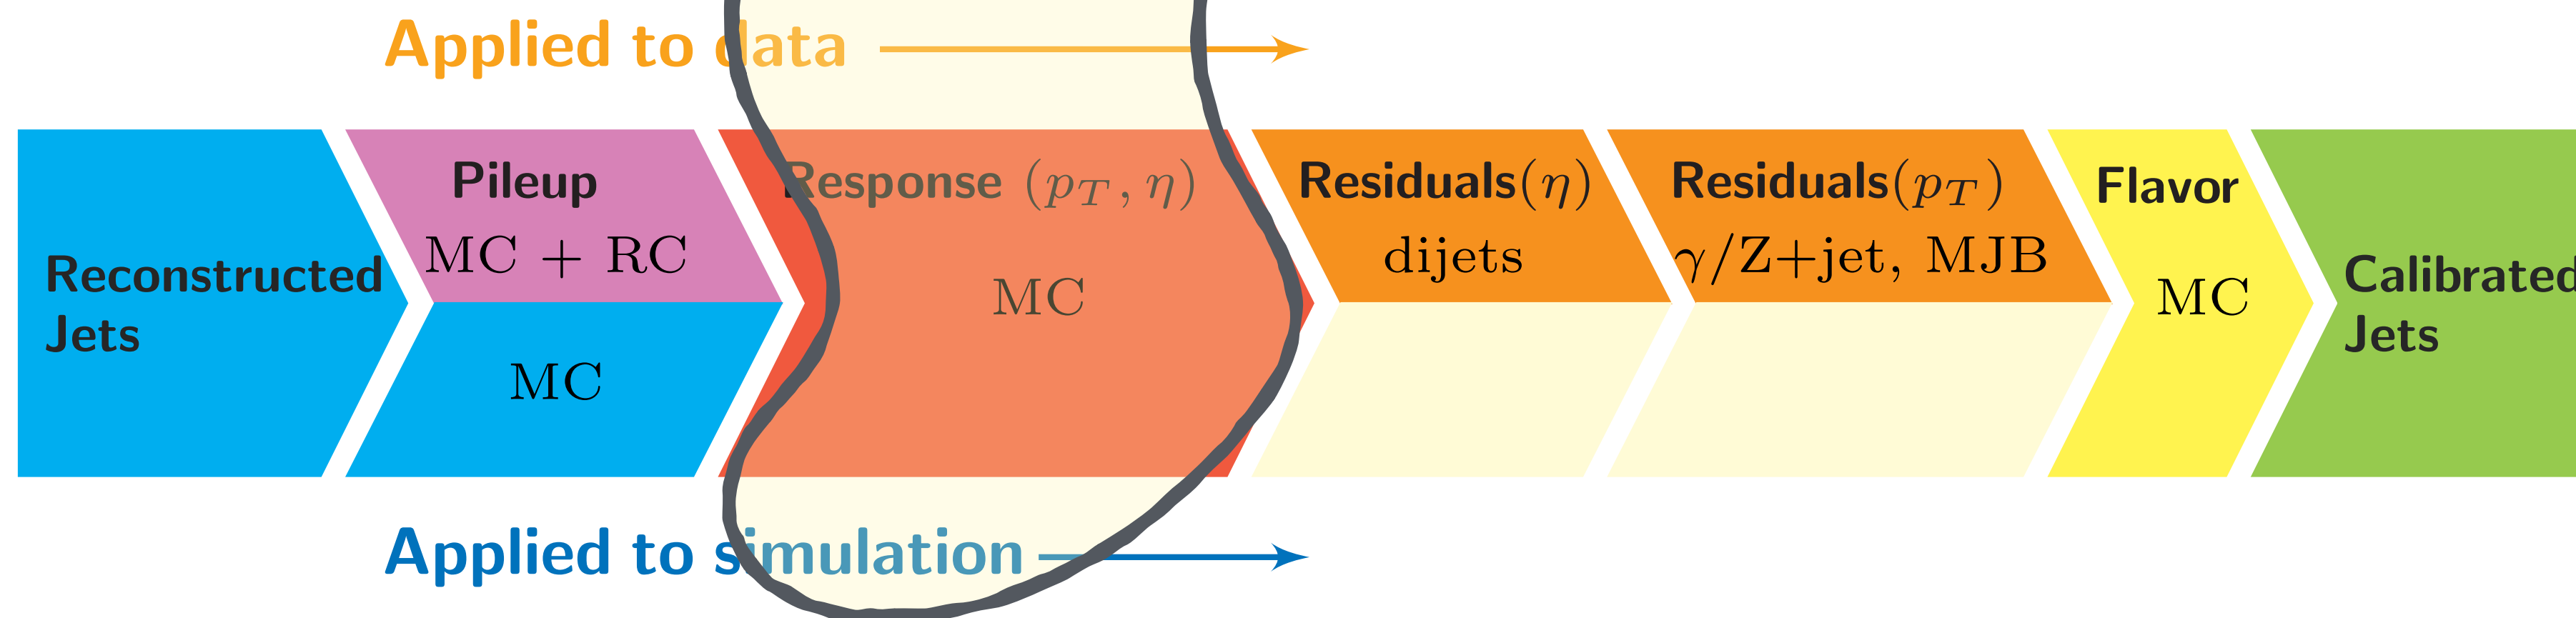 Applied to data
Reconstructed
Jets
Pileup
MC + RC
MC
Response (p_T, η)
MC
Residuals(η)
dijets
Residuals(p_T)
γ/Z+jet, MJB
Flavor
MC
Calibrated
Jets
Applied to simulation